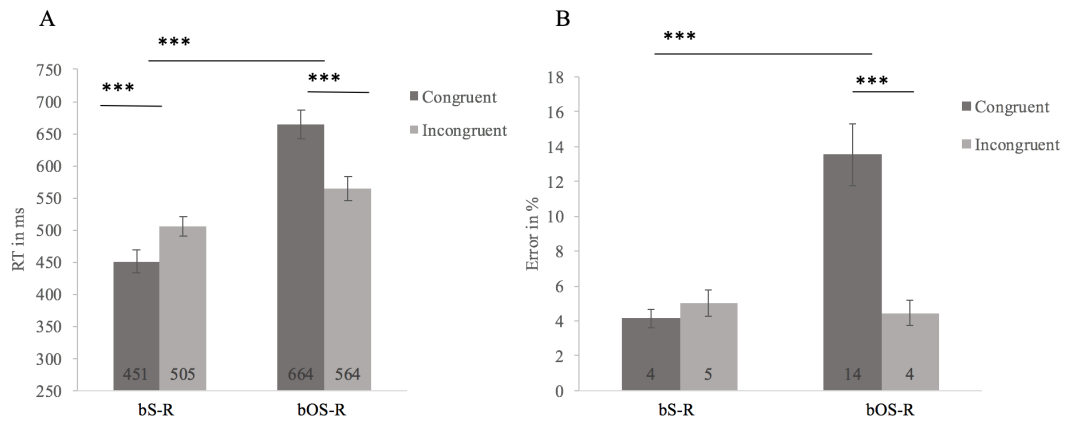 A
***
***
***
750
700
650
600
550
500
450
400
350
300
250
RT in ms
451
505
664
564
bS-R
bOS-R
Congruent
Incongruent
B
***
***
18
16
14
12
10
8
6
4
2
0
Error in %
4
5
14
4
bS-R
bOS-R
Congruent
Incongruent